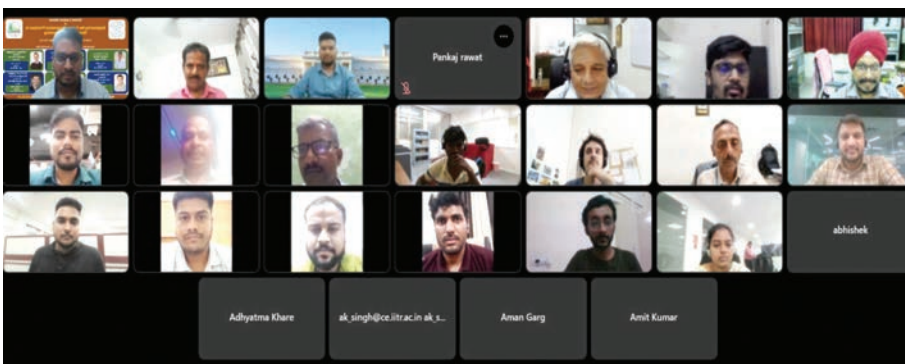 Pankaj rawat
abhishek
Adhyatma Khare
ak_singh@ce.iitr.ac.in ak_s...
Aman Garg
Amit Kumar